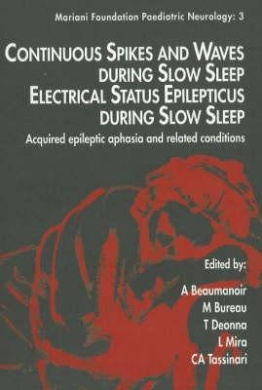 Mariani Foundation Paediatric Neurology: 3
CONTINUOUS SPIKES AND WAVES
DURING SLOW SLEEP
ELECTRICAL STATUS EPILEPTICUS
DURING SLOW SLEEP
Acquired epileptic aphasia and related conditions
Edited by:
A Beaumanoir
M Bureau
T Deonna
L Mira
CA Tassinari